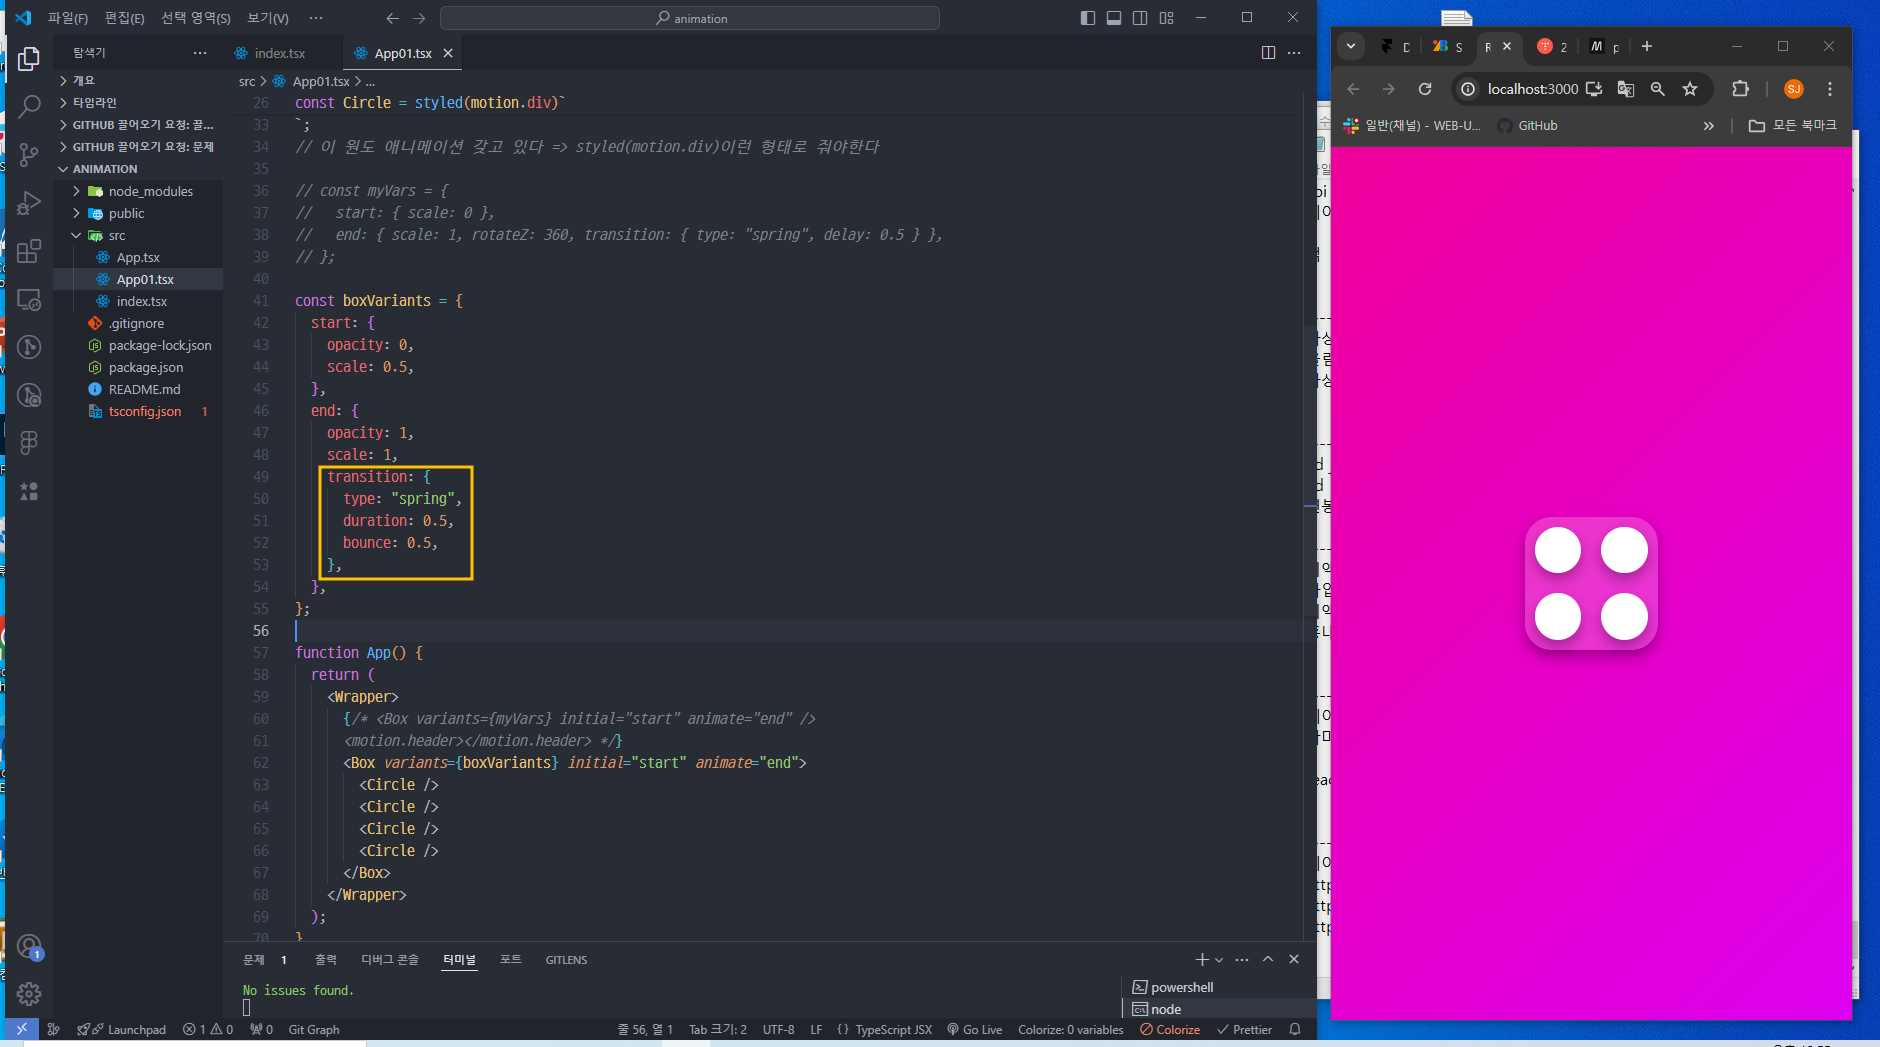 파일(F) 편집(E) 선택 영역(S) 보기(V) ··· animation
탐색기
개요
타임라인
GITHUB 끌어오기 요청: 끌...
GITHUB 끌어오기 요청: 문제
ANIMATION
node_modules
public
src
App.tsx
App01.tsx
index.tsx
.gitignore
package-lock.json
package.json
README.md
tsconfig.json 1
index.tsx App01.tsx
src > App01.tsx > ...
26 const Circle = styled(motion.div)`
33 `;
34 // 이 원도 애니메이션 갖고 있다 => styled(motion.div)이런 형태로 줘야한다
35
36 // const myVars = {
37 //   start: { scale: 0 },
38 //   end: { scale: 1, rotateZ: 360, transition: { type: "spring", delay: 0.5 } },
39 // };
40
41 const boxVariants = {
42   start: {
43     opacity: 0,
44     scale: 0.5,
45   },
46   end: {
47     opacity: 1,
48     scale: 1,
49     transition: {
50       type: "spring",
51       duration: 0.5,
52       bounce: 0.5,
53     },
54   },
55 };
56
57 function App() {
58   return (
59     <Wrapper>
60       {/* <Box variants={myVars} initial="start" animate="end" />
61       <motion.header></motion.header> */}
62       <Box variants={boxVariants} initial="start" animate="end">
63         <Circle />
64         <Circle />
65         <Circle />
66         <Circle />
67       </Box>
68     </Wrapper>
69   );
70 }
문제 1 출력 디버그 콘솔 터미널 포트 GITLENS
No issues found.
powershell
node
1
Launchpad 1 0 0 Git Graph 줄 56, 열 1 Tab 크기: 2 UTF-8 LF {} TypeScript JSX Go Live Colorize: 0 variables Colorize Prettier
D S R 2 p
localhost:3000 SJ
일반(채널) - WEB-U... GitHub 모든 북마크